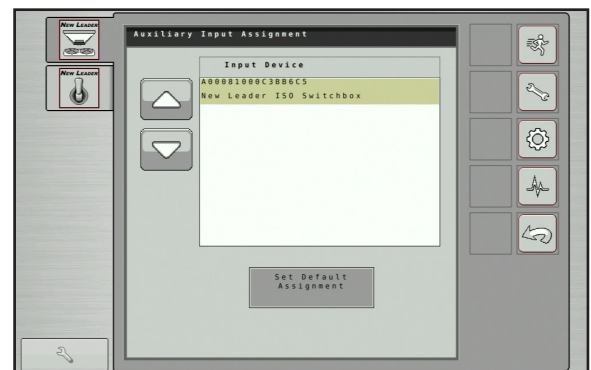 NEW LEADER
NEW LEADER
Auxiliary Input Assignment
Input Device
A00081000C3BB6C5
New Leader ISO Switchbox
Set Default
Assignment